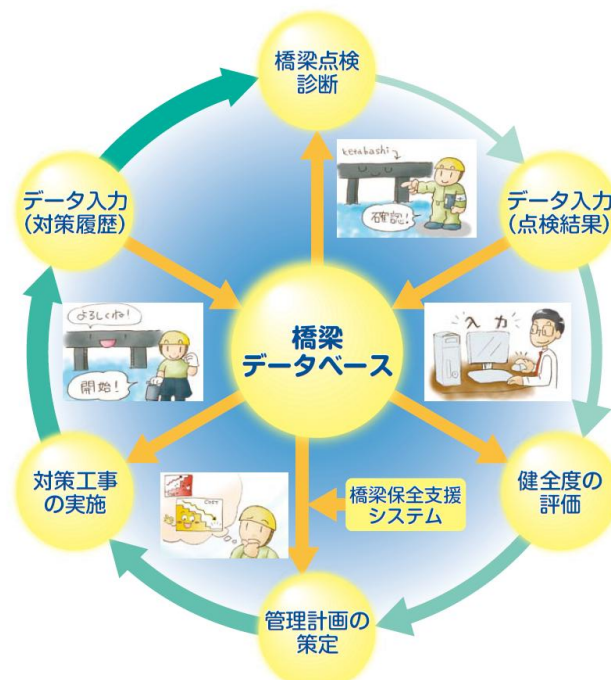 橋梁点検
診断
ketabashi
確認!
データ入力
(対策履歴)
データ入力
(点検結果)
よろしくね!
開始!
橋梁
データベース
入力
対策工事
の実施
COST
橋梁保全支援
システム
健全度の
評価
管理計画の
策定